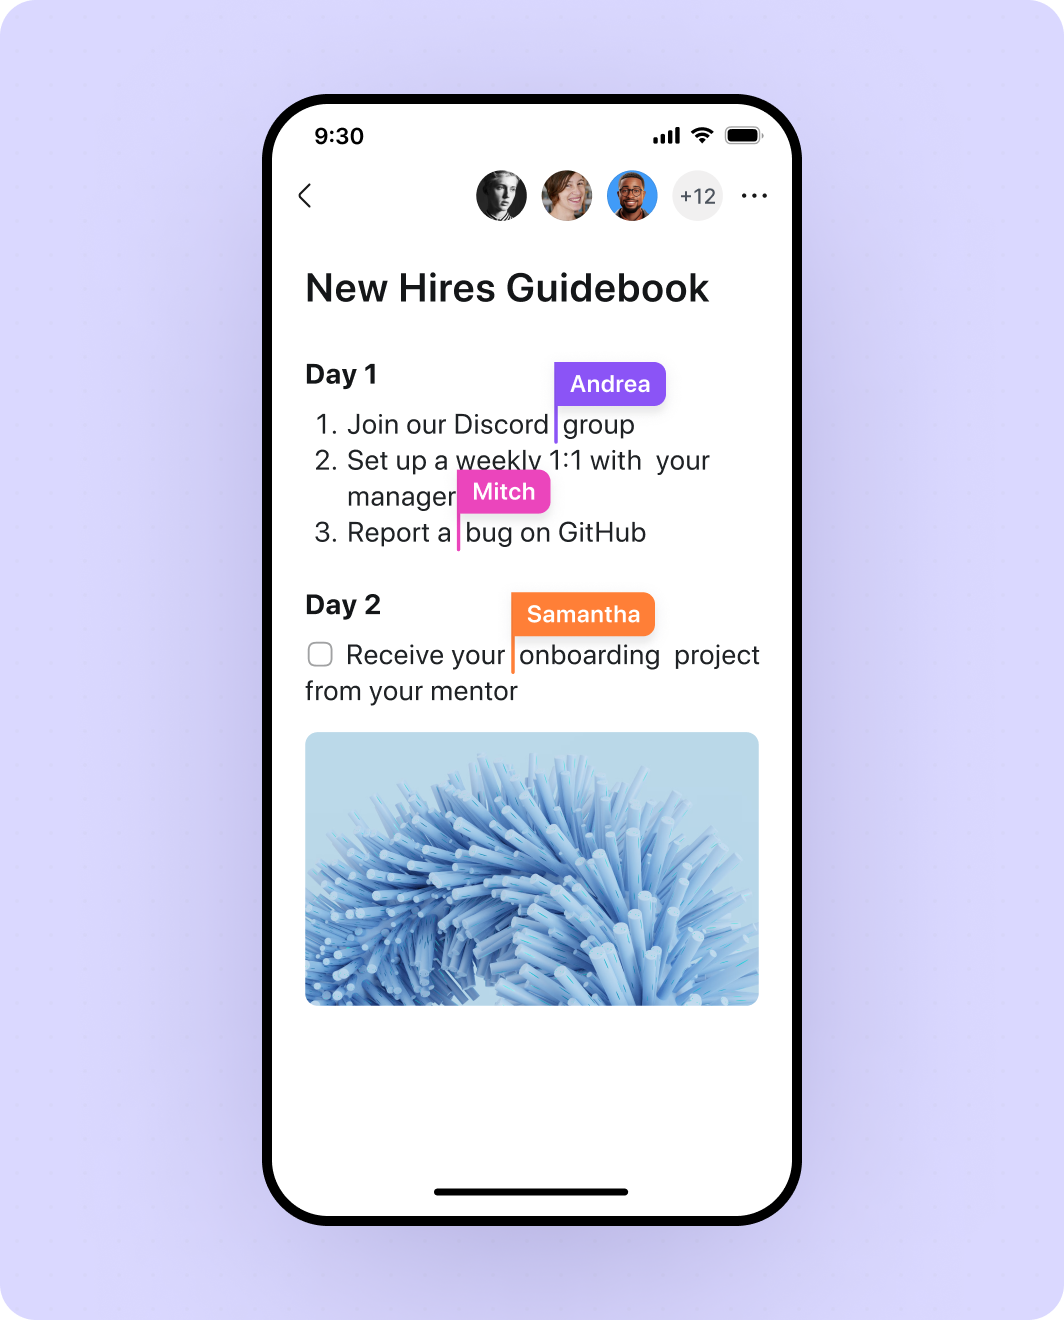 9:30
+12
New Hires Guidebook
Day 1
Andrea
1. Join our Discord group
2. Set up a weekly 1:1 with your
manager
Mitch
3. Report a bug on GitHub
Day 2
Samantha
Receive your onboarding project
from your mentor